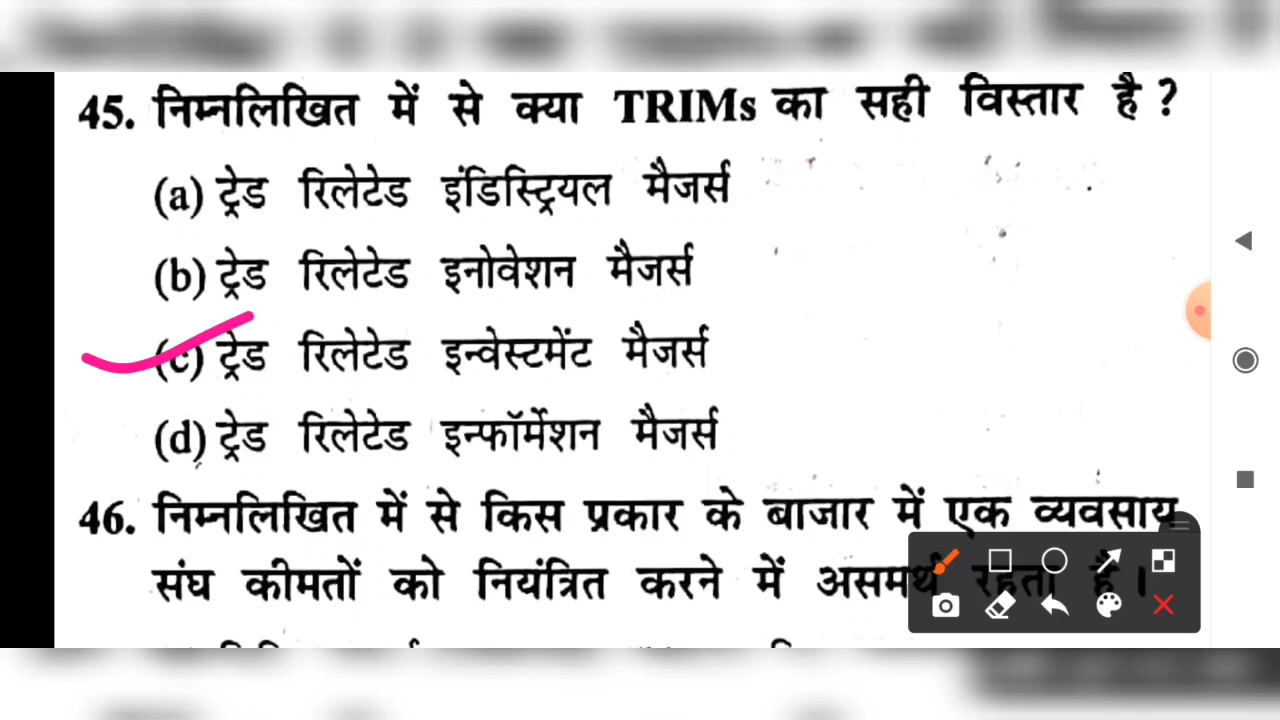 45. निम्नलिखित में से क्या TRIMs का सही विस्तार है ?
(a) ट्रेड रिलेटेड इंडिस्ट्रियल मैजर्स
(b) ट्रेड रिलेटेड इनोवेशन मैजर्स
(c) ट्रेड रिलेटेड इन्वेस्टमेंट मैजर्स
(d) ट्रेड रिलेटेड इन्फॉर्मेशन मैजर्स
46. निम्नलिखित में से किस प्रकार के बाजार में एक व्यवसाय
संघ कीमतों को नियंत्रित करने में असमर्थ रहता है ।